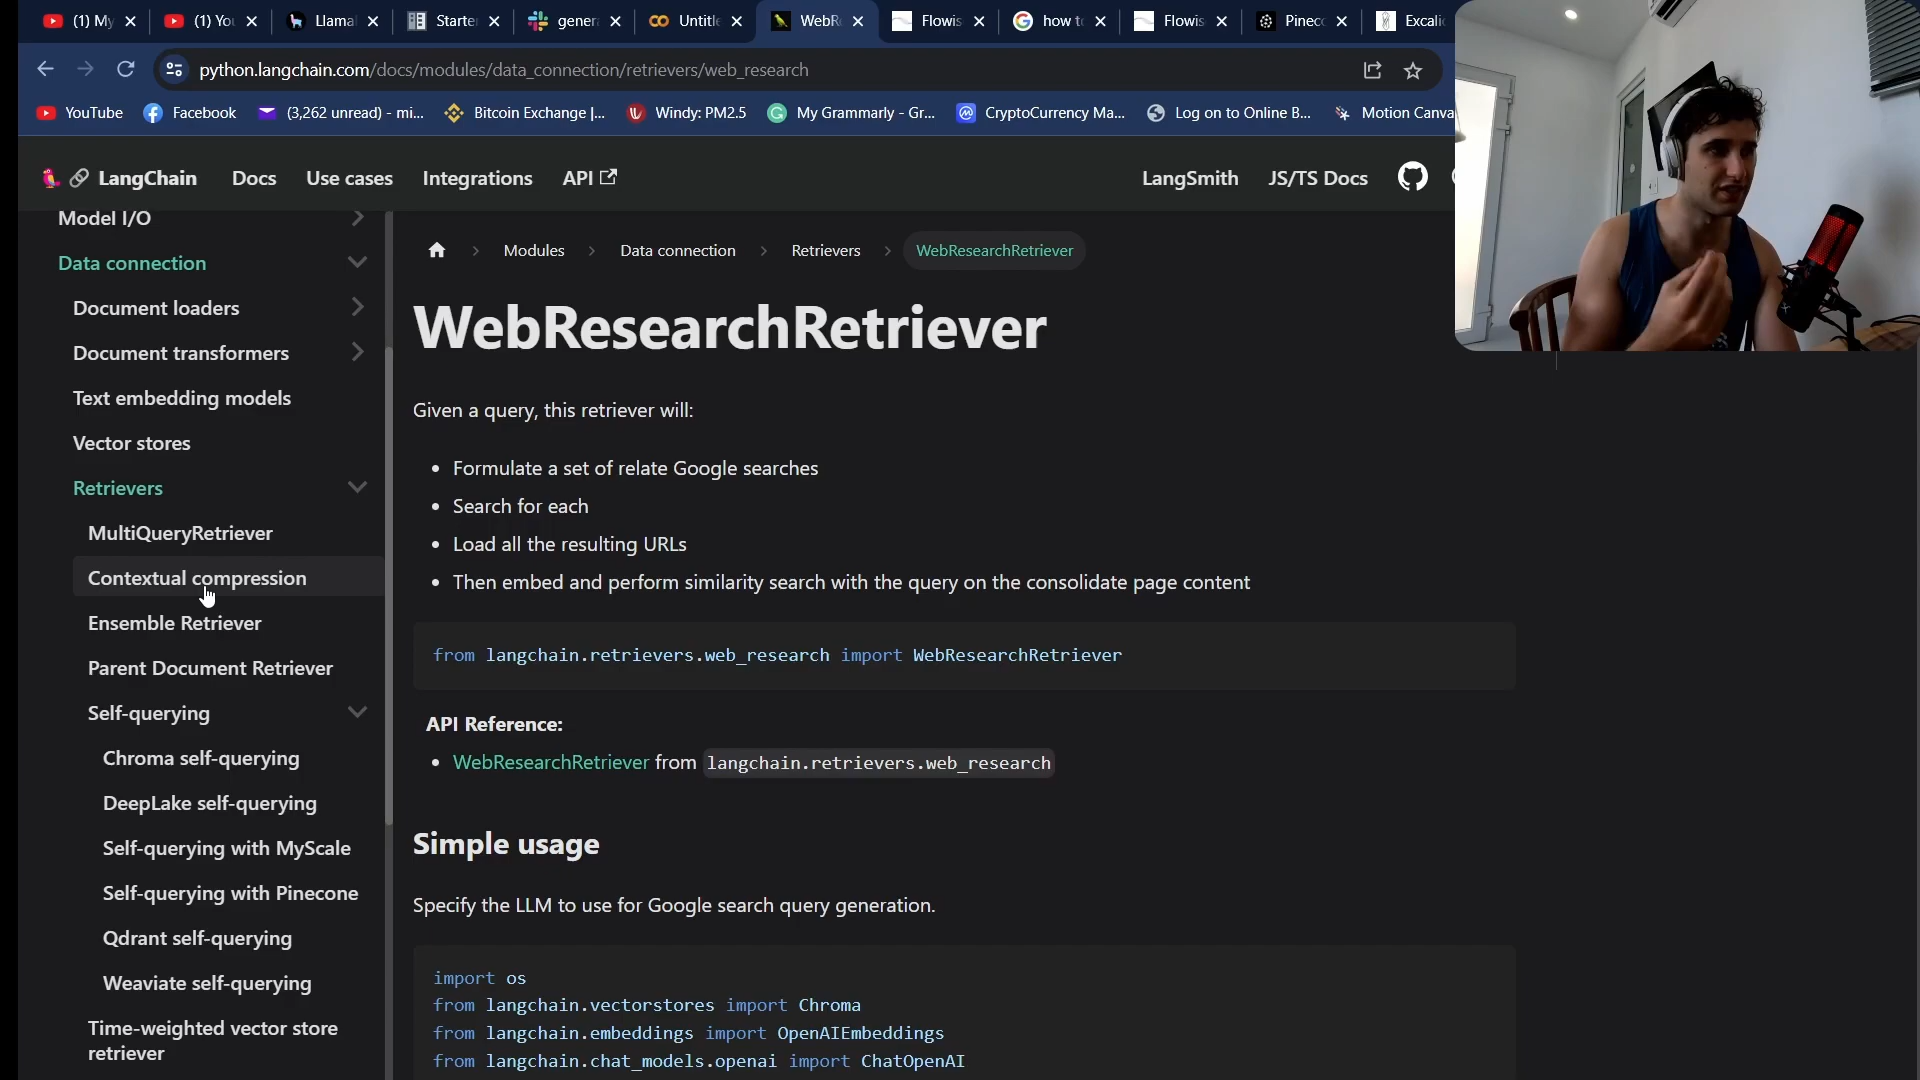 (1) My
(1) You
Llamal
Starte
gener
Untitle
WebRe
Flowis
how to
Flowis
Pinec
Excalid
python.langchain.com/docs/modules/data_connection/retrievers/web_research
YouTube
Facebook
(3,262 unread) - mi...
Bitcoin Exchange |...
Windy: PM2.5
My Grammarly - Gr...
CryptoCurrency Ma...
Log on to Online B...
Motion Canva
LangChain
Docs
Use cases
Integrations
API
LangSmith
JS/TS Docs
Model I/O
Data connection
Document loaders
Document transformers
Text embedding models
Vector stores
Retrievers
MultiQueryRetriever
Contextual compression
Ensemble Retriever
Parent Document Retriever
Self-querying
Chroma self-querying
DeepLake self-querying
Self-querying with MyScale
Self-querying with Pinecone
Qdrant self-querying
Weaviate self-querying
Time-weighted vector store
retriever
Modules
Data connection
Retrievers
WebResearchRetriever
WebResearchRetriever
Given a query, this retriever will:
Formulate a set of relate Google searches
Search for each
Load all the resulting URLs
Then embed and perform similarity search with the query on the consolidate page content
from langchain.retrievers.web_research import WebResearchRetriever
API Reference:
WebResearchRetriever from langchain.retrievers.web_research
Simple usage
Specify the LLM to use for Google search query generation.
import os
from langchain.vectorstores import Chroma
from langchain.embeddings import OpenAIEmbeddings
from langchain.chat_models.openai import ChatOpenAI